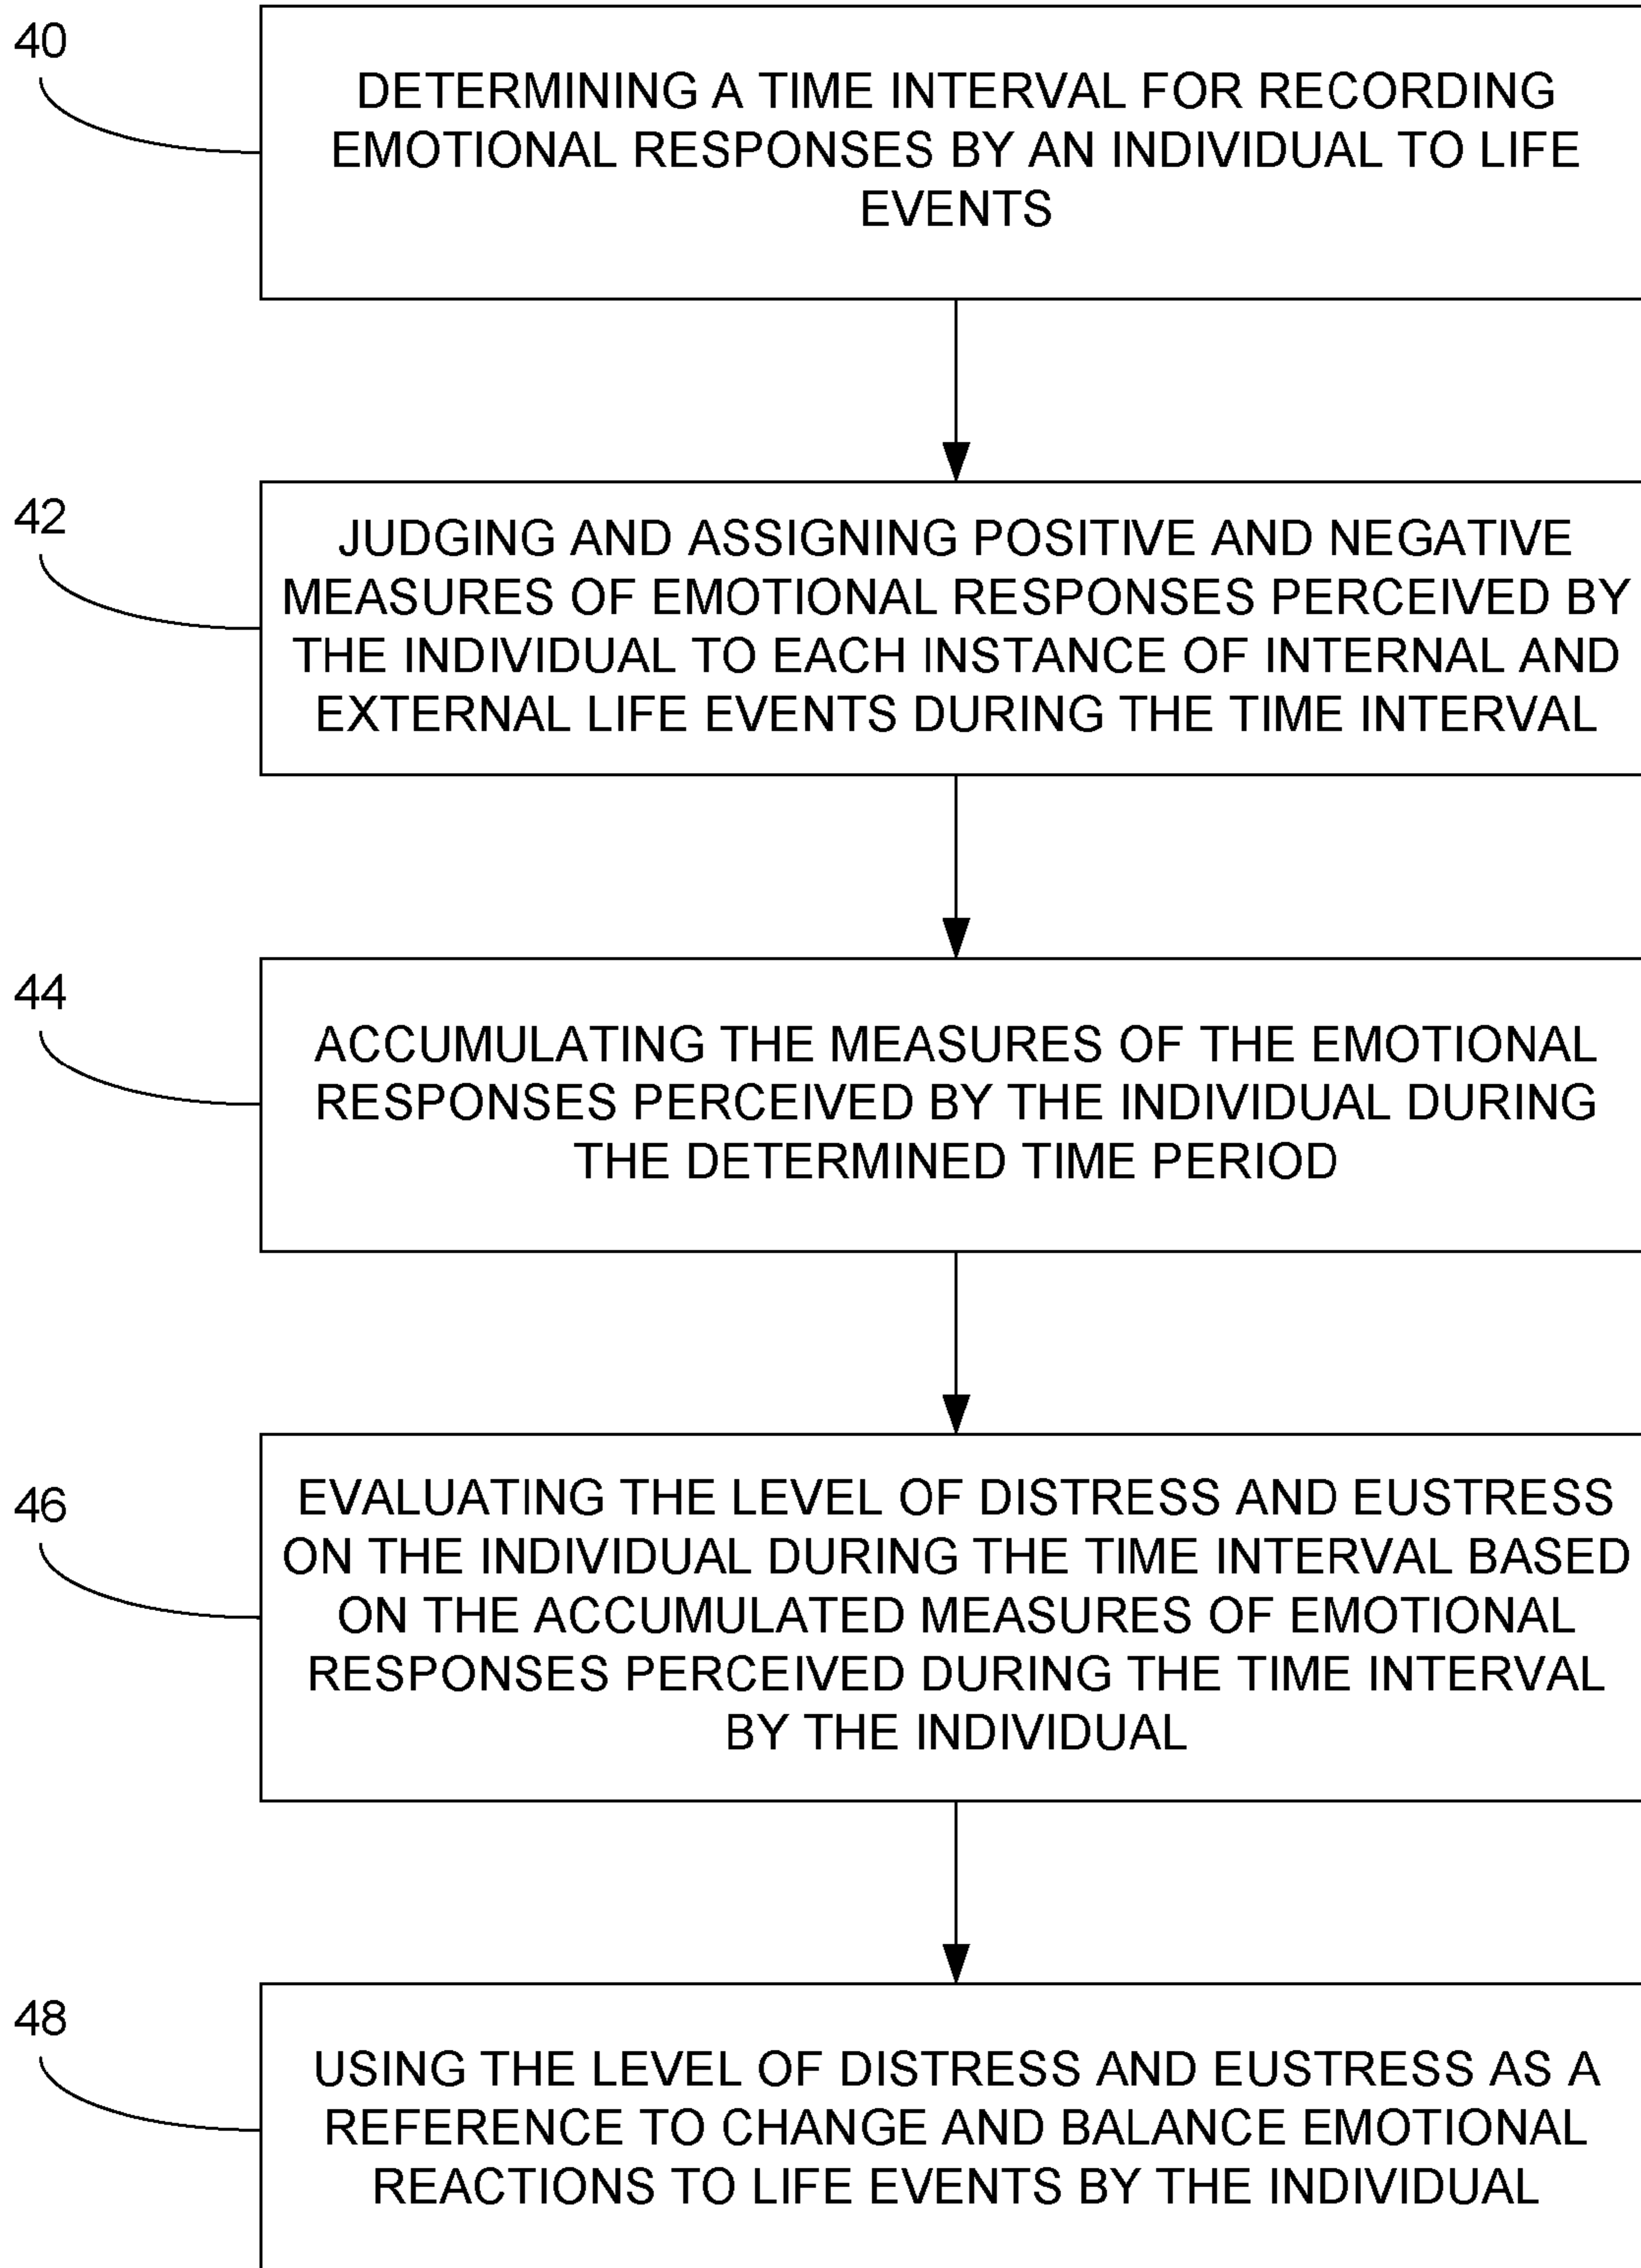 40
DETERMINING A TIME INTERVAL FOR RECORDING
EMOTIONAL RESPONSES BY AN INDIVIDUAL TO LIFE
EVENTS
42
JUDGING AND ASSIGNING POSITIVE AND NEGATIVE
MEASURES OF EMOTIONAL RESPONSES PERCEIVED BY
THE INDIVIDUAL TO EACH INSTANCE OF INTERNAL AND
EXTERNAL LIFE EVENTS DURING THE TIME INTERVAL
44
ACCUMULATING THE MEASURES OF THE EMOTIONAL
RESPONSES PERCEIVED BY THE INDIVIDUAL DURING
THE DETERMINED TIME PERIOD
46
EVALUATING THE LEVEL OF DISTRESS AND EUSTRESS
ON THE INDIVIDUAL DURING THE TIME INTERVAL BASED
ON THE ACCUMULATED MEASURES OF EMOTIONAL
RESPONSES PERCEIVED DURING THE TIME INTERVAL
BY THE INDIVIDUAL
48
USING THE LEVEL OF DISTRESS AND EUSTRESS AS A
REFERENCE TO CHANGE AND BALANCE EMOTIONAL
REACTIONS TO LIFE EVENTS BY THE INDIVIDUAL